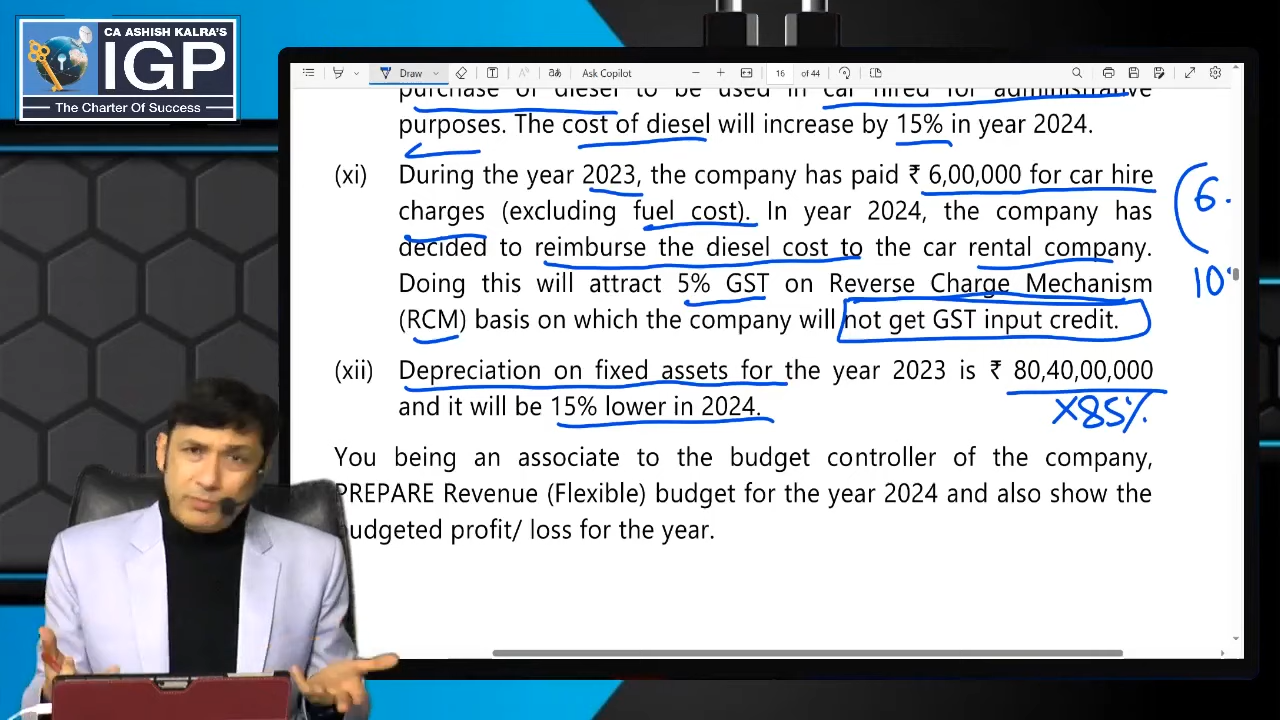 CA ASHISH KALRA'S
IGP
The Charter Of Success
Draw
Ask Copilot
16 of 44
purchase of diesel to be used in car hired for administrative
purposes. The cost of diesel will increase by 15% in year 2024.
(xi) During the year 2023, the company has paid ₹ 6,00,000 for car hire
charges (excluding fuel cost). In year 2024, the company has
decided to reimburse the diesel cost to the car rental company.
Doing this will attract 5% GST on Reverse Charge Mechanism
(RCM) basis on which the company will not get GST input credit.
(6.
10
(xii) Depreciation on fixed assets for the year 2023 is ₹ 80,40,00,000
and it will be 15% lower in 2024.
×85%
You being an associate to the budget controller of the company,
PREPARE Revenue (Flexible) budget for the year 2024 and also show the
budgeted profit/ loss for the year.